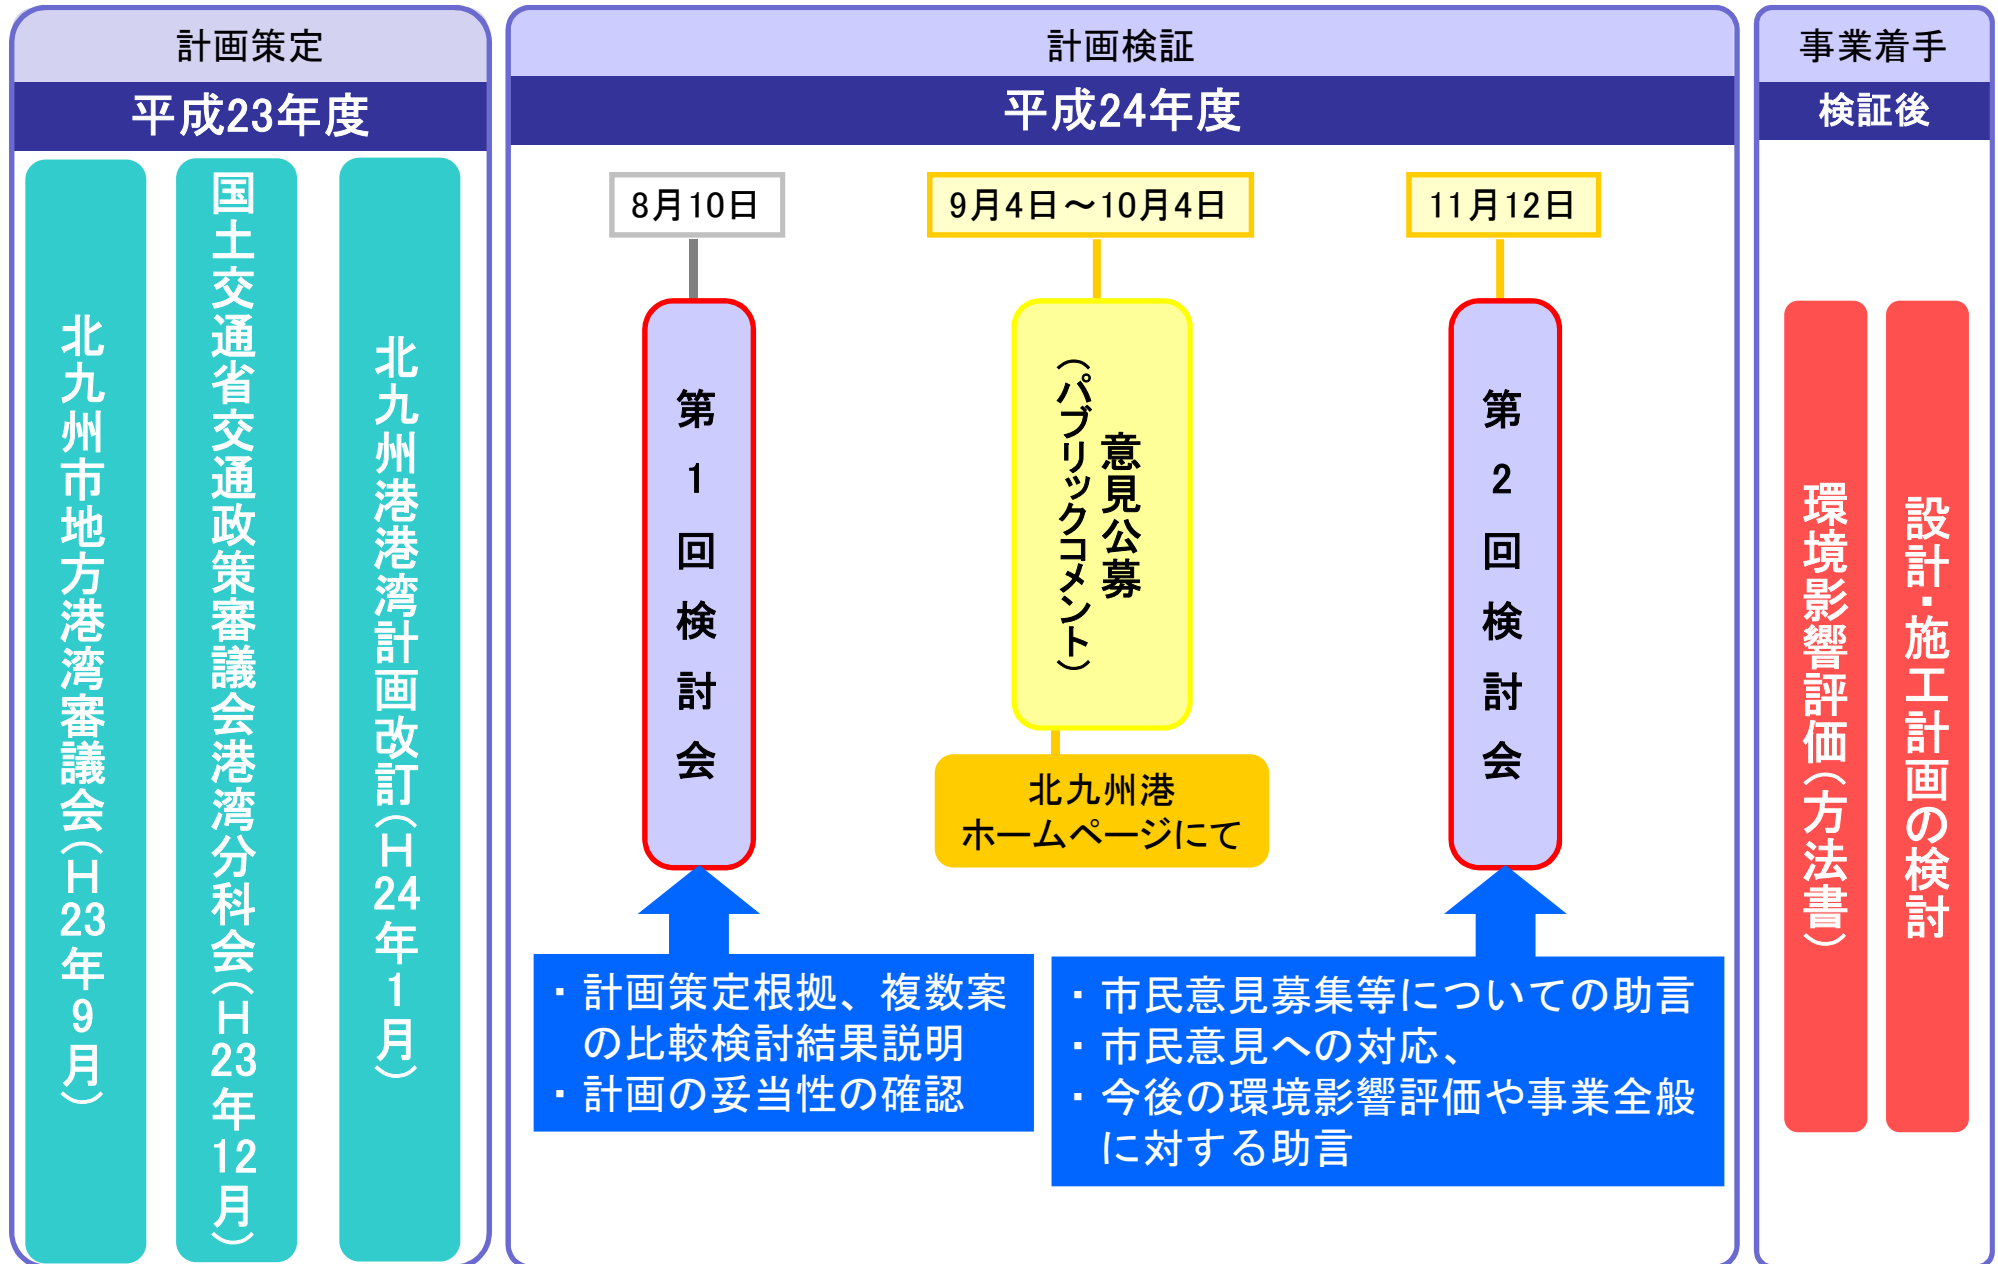 計画策定
平成23年度
北九州市地方港湾審議会（H23年9月）
国土交通省交通政策審議会港湾分科会（H23年12月）
北九州港港湾計画改訂（H24年1月）
計画検証
平成24年度
8月10日
第1回検討会
・計画策定根拠、複数案
の比較検討結果説明
・計画の妥当性の確認
9月4日～10月4日
意見公募
（パブリックコメント）
北九州港
ホームページにて
11月12日
第2回検討会
・市民意見募集等についての助言
・市民意見への対応、
・今後の環境影響評価や事業全般
に対する助言
事業着手
検証後
環境影響評価（方法書）
設計・施工計画の検討